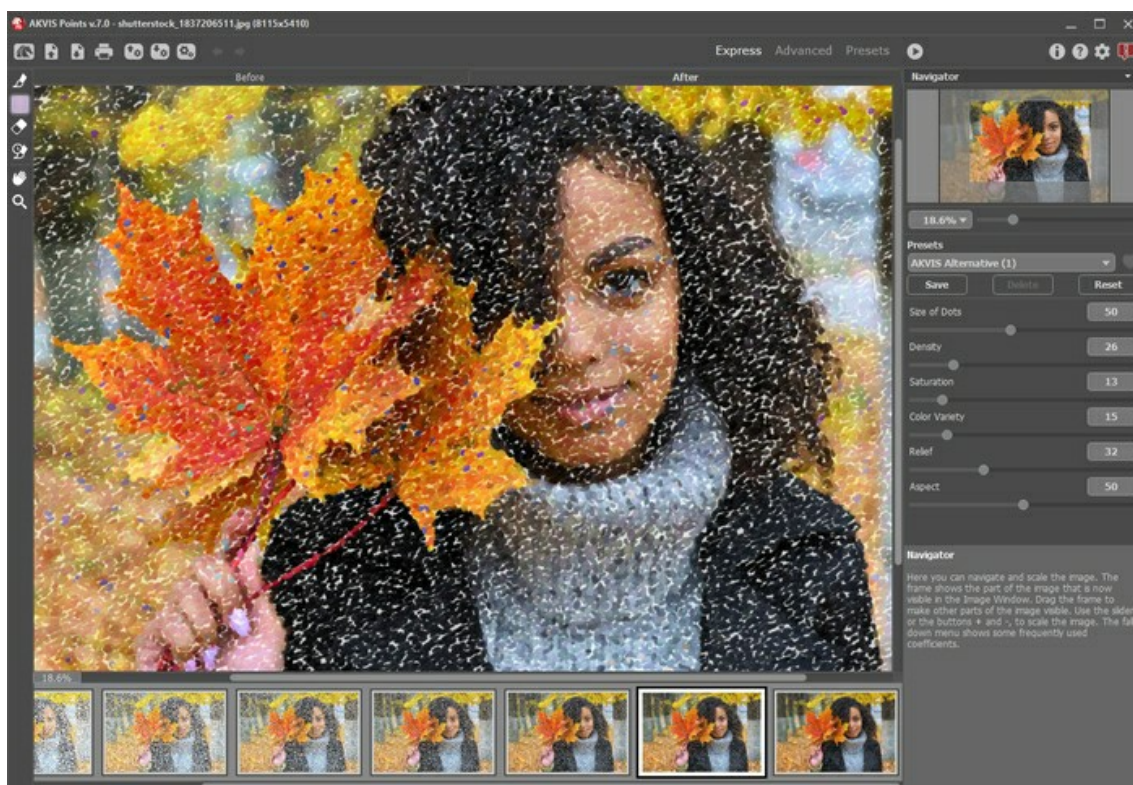 AKVIS Points v.7.0 - shutterstock_1837206511.jpg (8115x5410)
Express Advanced Presets
Before After
Navigator
18.6%
Presets
AKVIS Alternative (1)
Save Delete Reset
Size of Dots 50
Density 26
Saturation 13
Color Variety 15
Relief 32
Aspect 50
Navigator
Here you can navigate and scale the image. The
frame shows the part of the image that is now
visible in the Image Window. Drag the frame to
make other parts of the image visible. Use the slider
or the buttons + and -, to scale the image. The fall
down menu shows some frequently used
coefficients.
18.6%